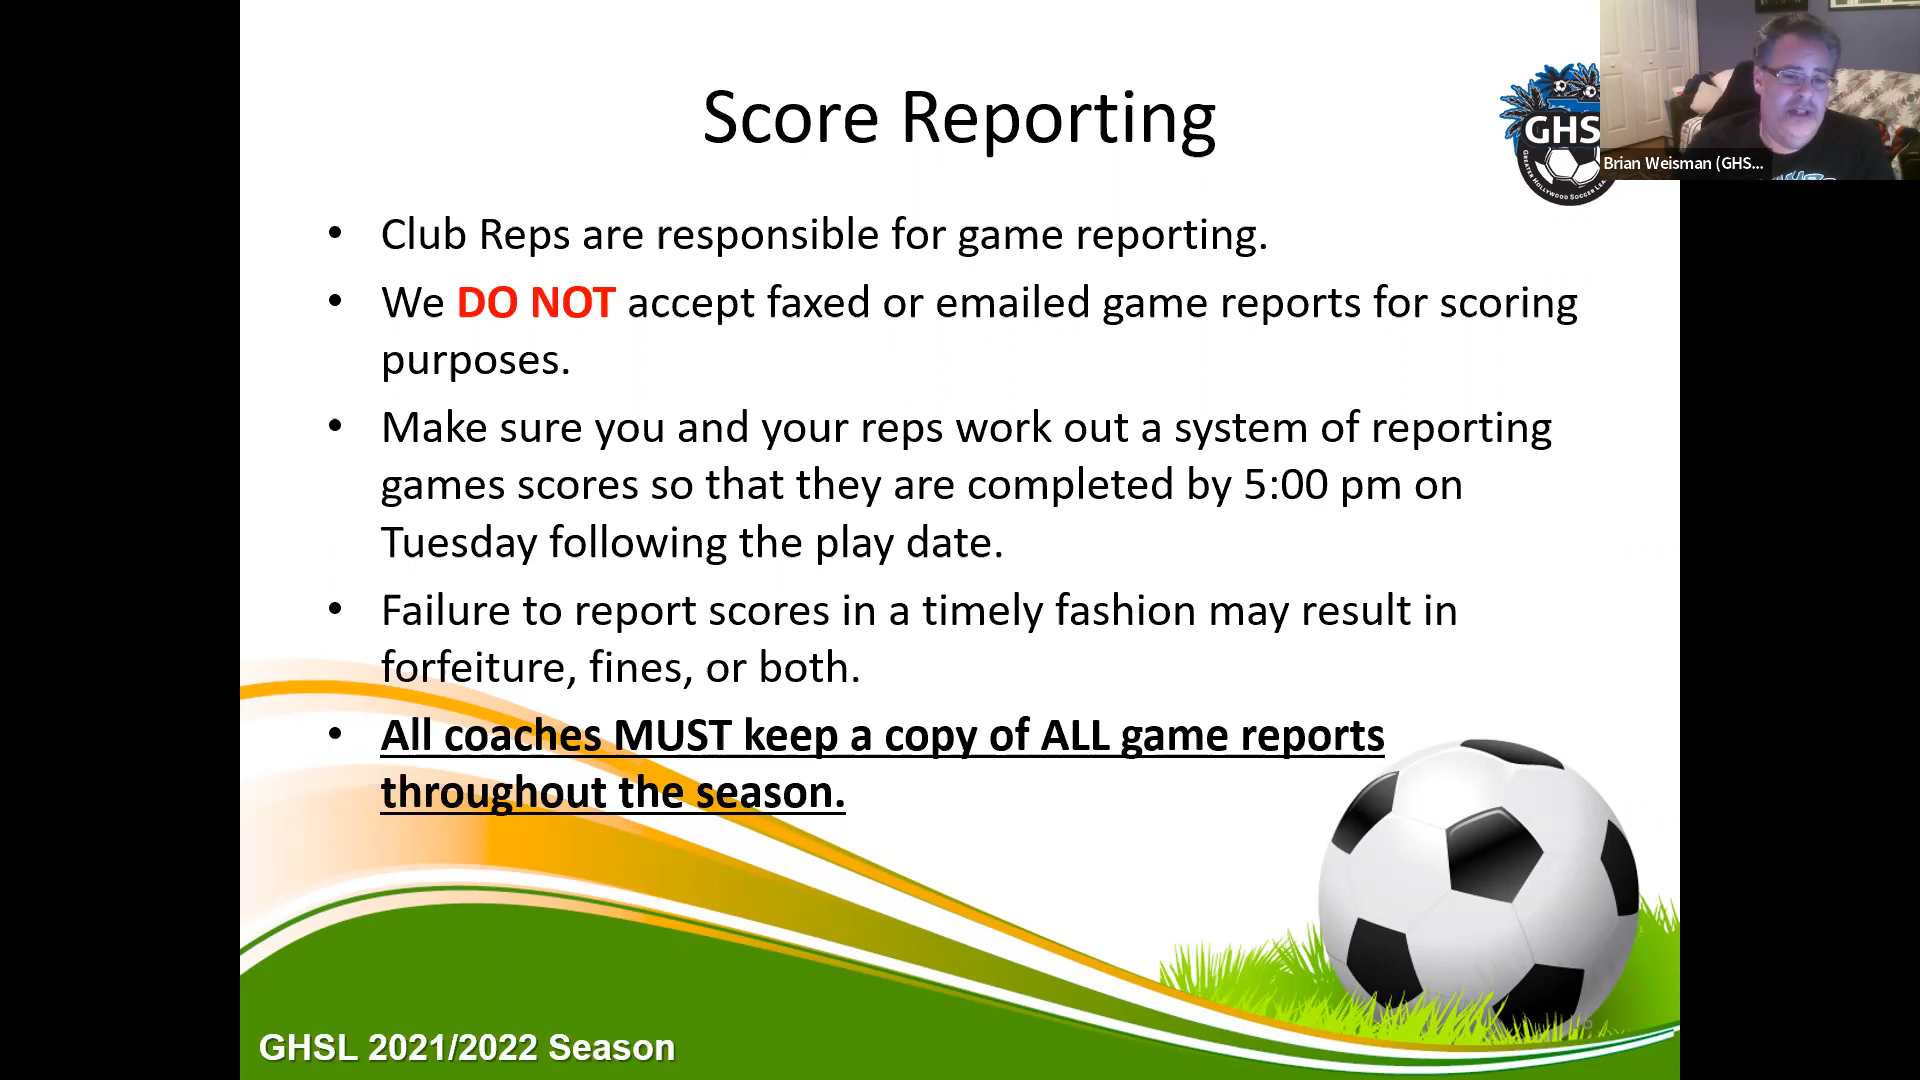 Score Reporting
GHS
GREATER HOLLYWOOD SOCCER LEA
Brian Weisman (GHS...
• Club Reps are responsible for game reporting.
• We DO NOT accept faxed or emailed game reports for scoring
purposes.
• Make sure you and your reps work out a system of reporting
games scores so that they are completed by 5:00 pm on
Tuesday following the play date.
• Failure to report scores in a timely fashion may result in
forfeiture, fines, or both.
• All coaches MUST keep a copy of ALL game reports
throughout the season.
GHSL 2021/2022 Season